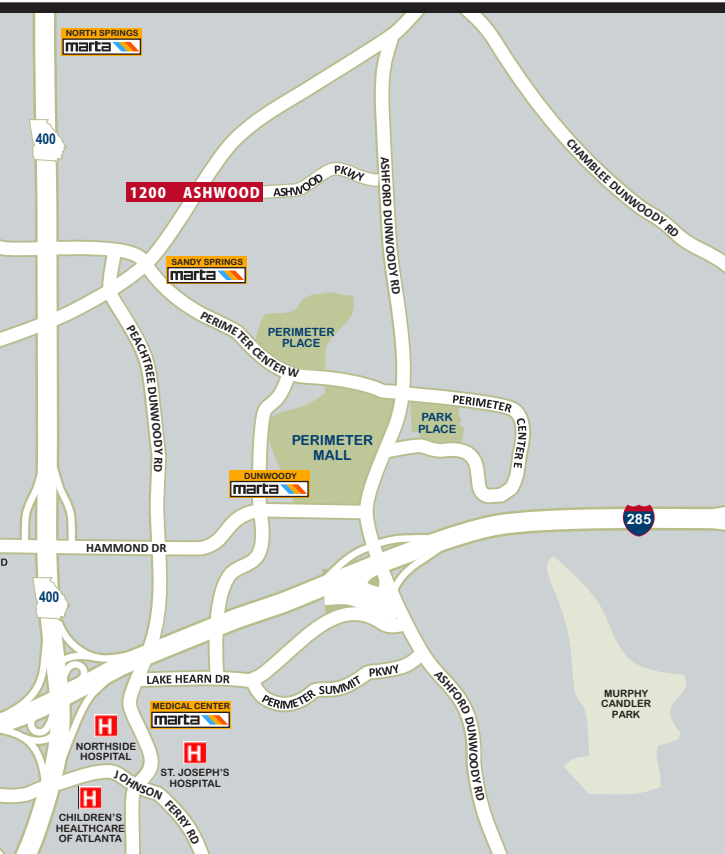 NORTH SPRINGS
marta
400
CHAMBLEE DUNWOODY RD
1200 ASHWOOD
ASHWOOD PKWY
ASHFORD DUNWOODY RD
SANDY SPRINGS
marta
PERIMETER CENTER W
PERIMETER
PLACE
PEACHTREE DUNWOODY RD
PERIMETER CENTER E
PARK
PLACE
PERIMETER
MALL
DUNWOODY
marta
285
HAMMOND DR
D
400
LAKE HEARN DR
PERIMETER SUMMIT PKWY
ASHFORD DUNWOODY RD
MURPHY
CANDLER
PARK
MEDICAL CENTER
marta
H
NORTHSIDE
HOSPITAL
H
ST. JOSEPH'S
HOSPITAL
JOHNSON FERRY RD
H
CHILDREN'S
HEALTHCARE
OF ATLANTA